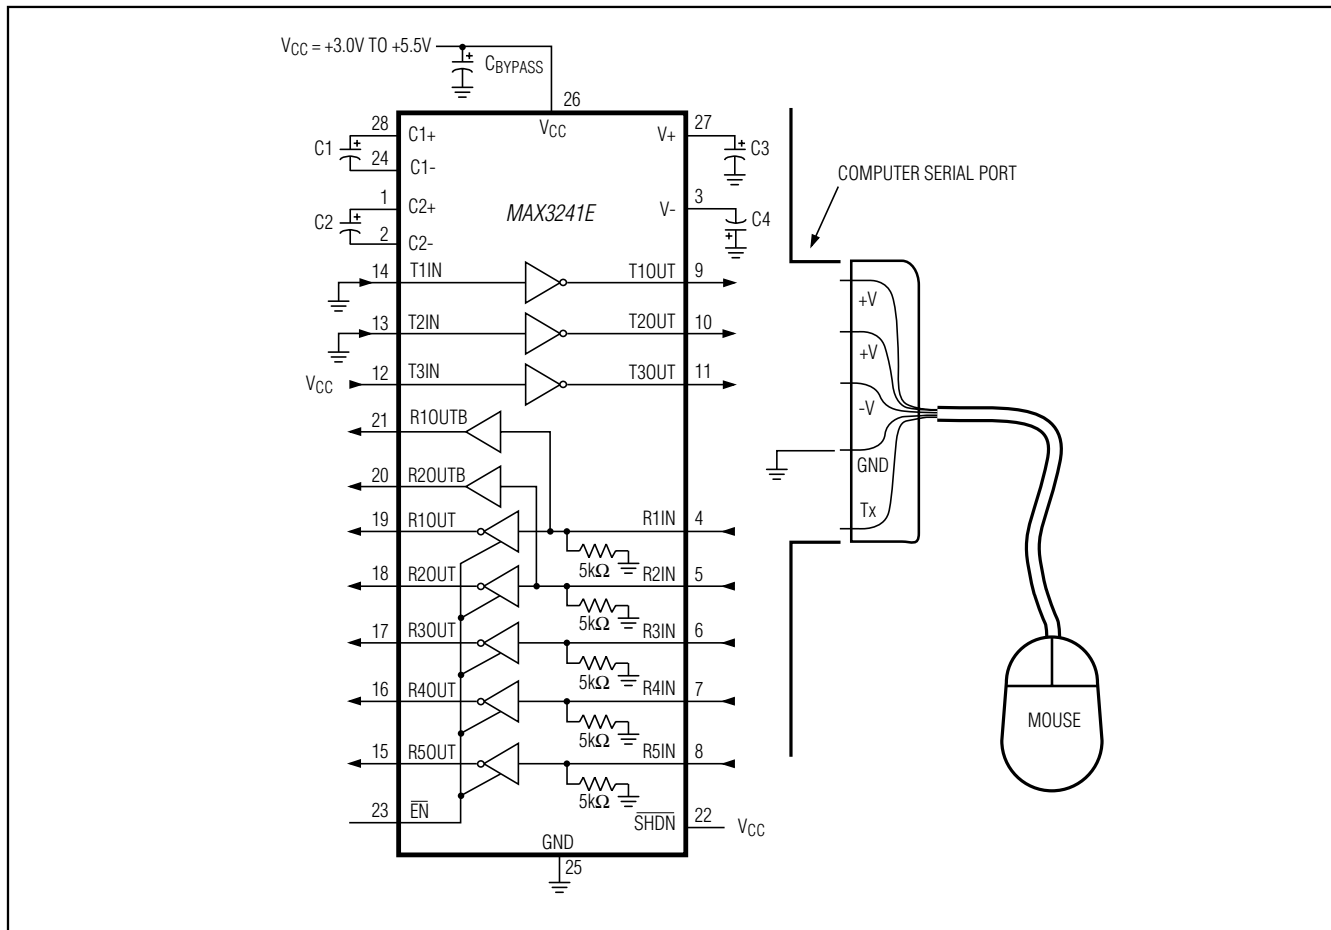 VCC = +3.0V TO +5.5V
+
CBYPASS
26
VCC
28
C1+
C1
+
24
C1-
1
C2+
C2
+
2
C2-
MAX3241E
V+
27
+
C3
V-
3
+
C4
14
T1IN
T1OUT
9
13
T2IN
T2OUT
10
VCC
12
T3IN
T3OUT
11
21
R1OUTB
20
R2OUTB
19
R1OUT
R1IN
4
5kΩ
18
R2OUT
R2IN
5
5kΩ
17
R3OUT
R3IN
6
5kΩ
16
R4OUT
R4IN
7
5kΩ
15
R5OUT
R5IN
8
5kΩ
23
EN
SHDN
22
VCC
GND
25
COMPUTER SERIAL PORT
+V
+V
-V
GND
Tx
MOUSE